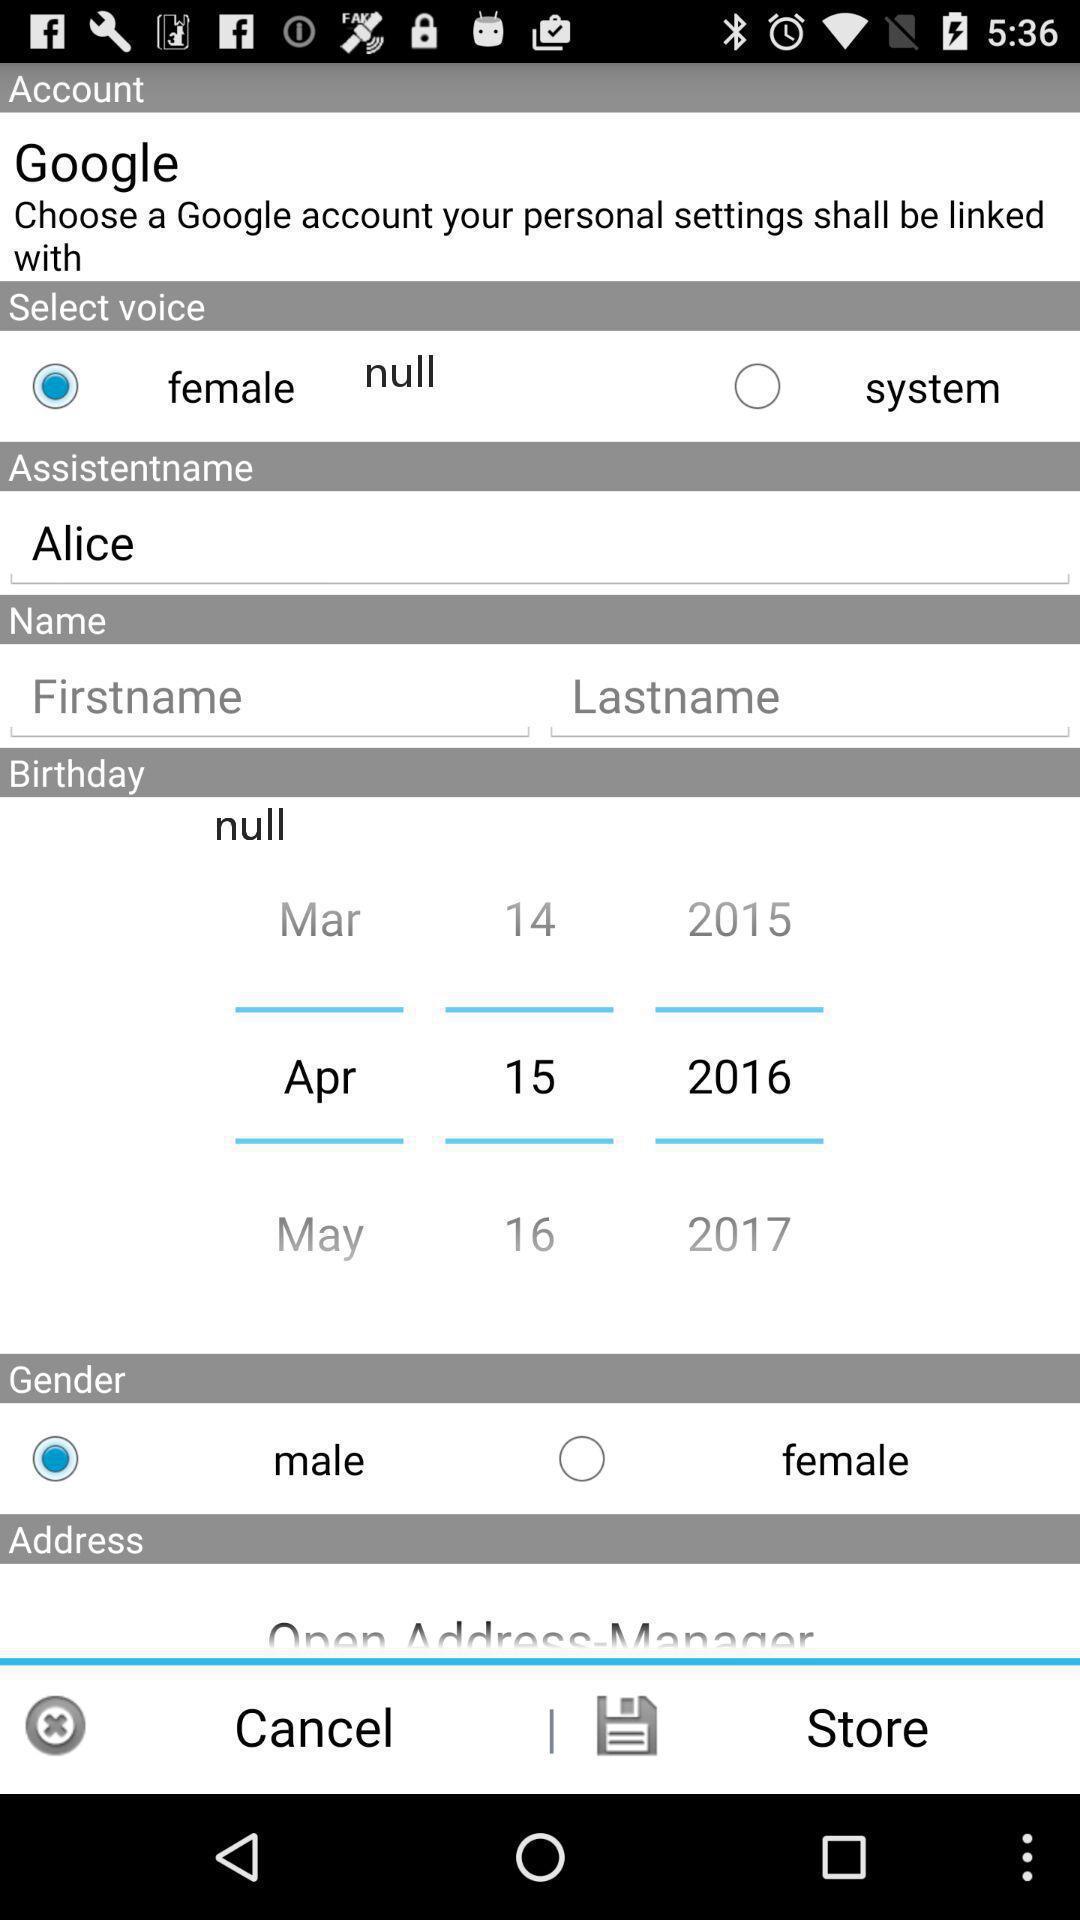 FAKE
5:36
Account
Google
Choose a Google account your personal settings shall be linked
with
Select voice
female null system
Assistentname
Alice
Name
Firstname Lastname
Birthday
null
Mar 14 2015
Apr 15 2016
May 16 2017
Gender
male female
Address
Open Address-Manager
Cancel | Store